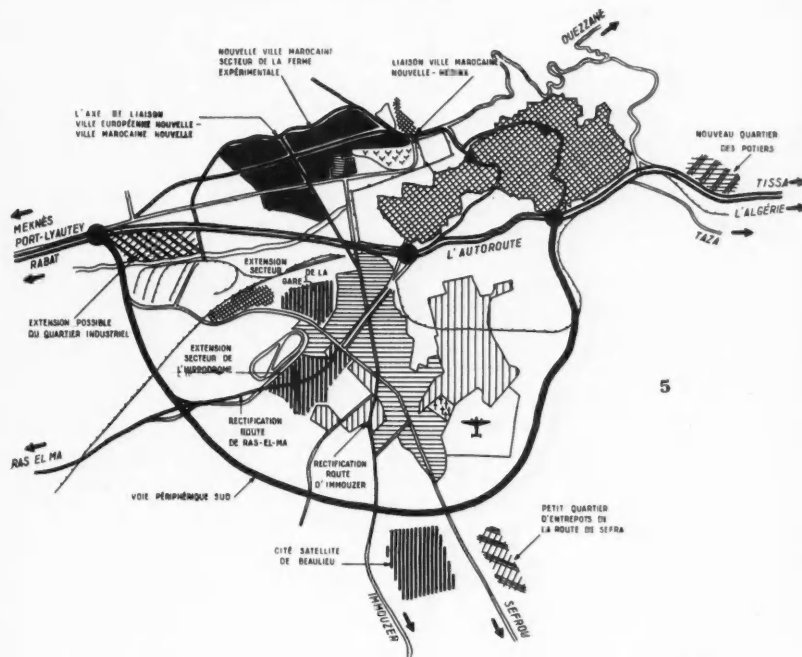 OUEZZANE
NOUVELLE VILLE MAROCAINE
SECTEUR DE LA FERME
EXPÉRIMENTALE
LIAISON VILLE MAROCAINE
NOUVELLE-MEDINA
L'AXE DE LIAISON
VILLE EUROPÉENNE NOUVELLE-
VILLE MAROCAINE NOUVELLE
NOUVEAU QUARTIER
DES POTIERS
TISSA
L'ALGÉRIE
TAZA
MEKNÈS
PORT-LYAUTEY
RABAT
L'AUTOROUTE
EXTENSION
SECTEUR DE LA
GARE
EXTENSION POSSIBLE
DU QUARTIER INDUSTRIEL
EXTENSION
SECTEUR DE
L'HIPPODROME
5
RECTIFICATION
ROUTE
DE RAS-EL-MA
RAS EL MA
RECTIFICATION
ROUTE
D'IMMOUZER
VOIE PÉRIPHÉRIQUE SUD
PETIT QUARTIER
D'ENTREPOTS DE
LA ROUTE DE SEFRA
CITÉ SATELLITE
DE BEAULIEU
IMMOUZER
SEFROU